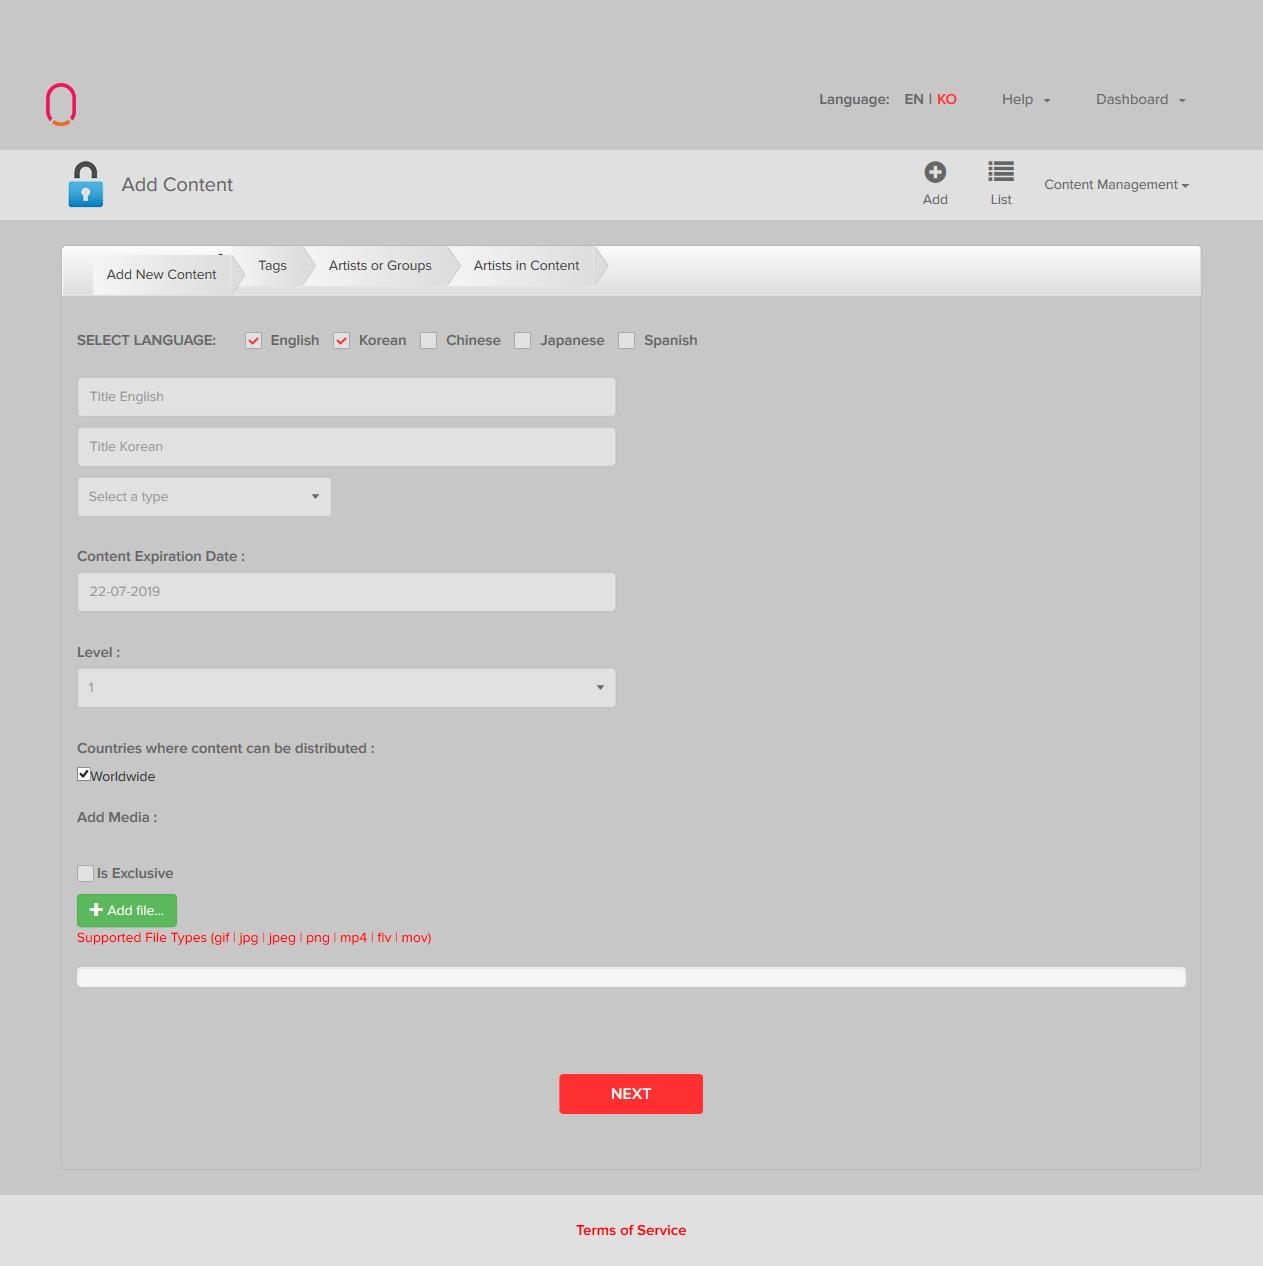 Language: EN | KO Help Dashboard
Add Content
Add List Content Management
Add New Content Tags Artists or Groups Artists in Content
SELECT LANGUAGE: English Korean Chinese Japanese Spanish
Title English
Title Korean
Select a type
Content Expiration Date :
22-07-2019
Level :
1
Countries where content can be distributed :
Worldwide
Add Media :
Is Exclusive
Add file...
Supported File Types (gif | jpg | jpeg | png | mp4 | flv | mov)
NEXT
Terms of Service